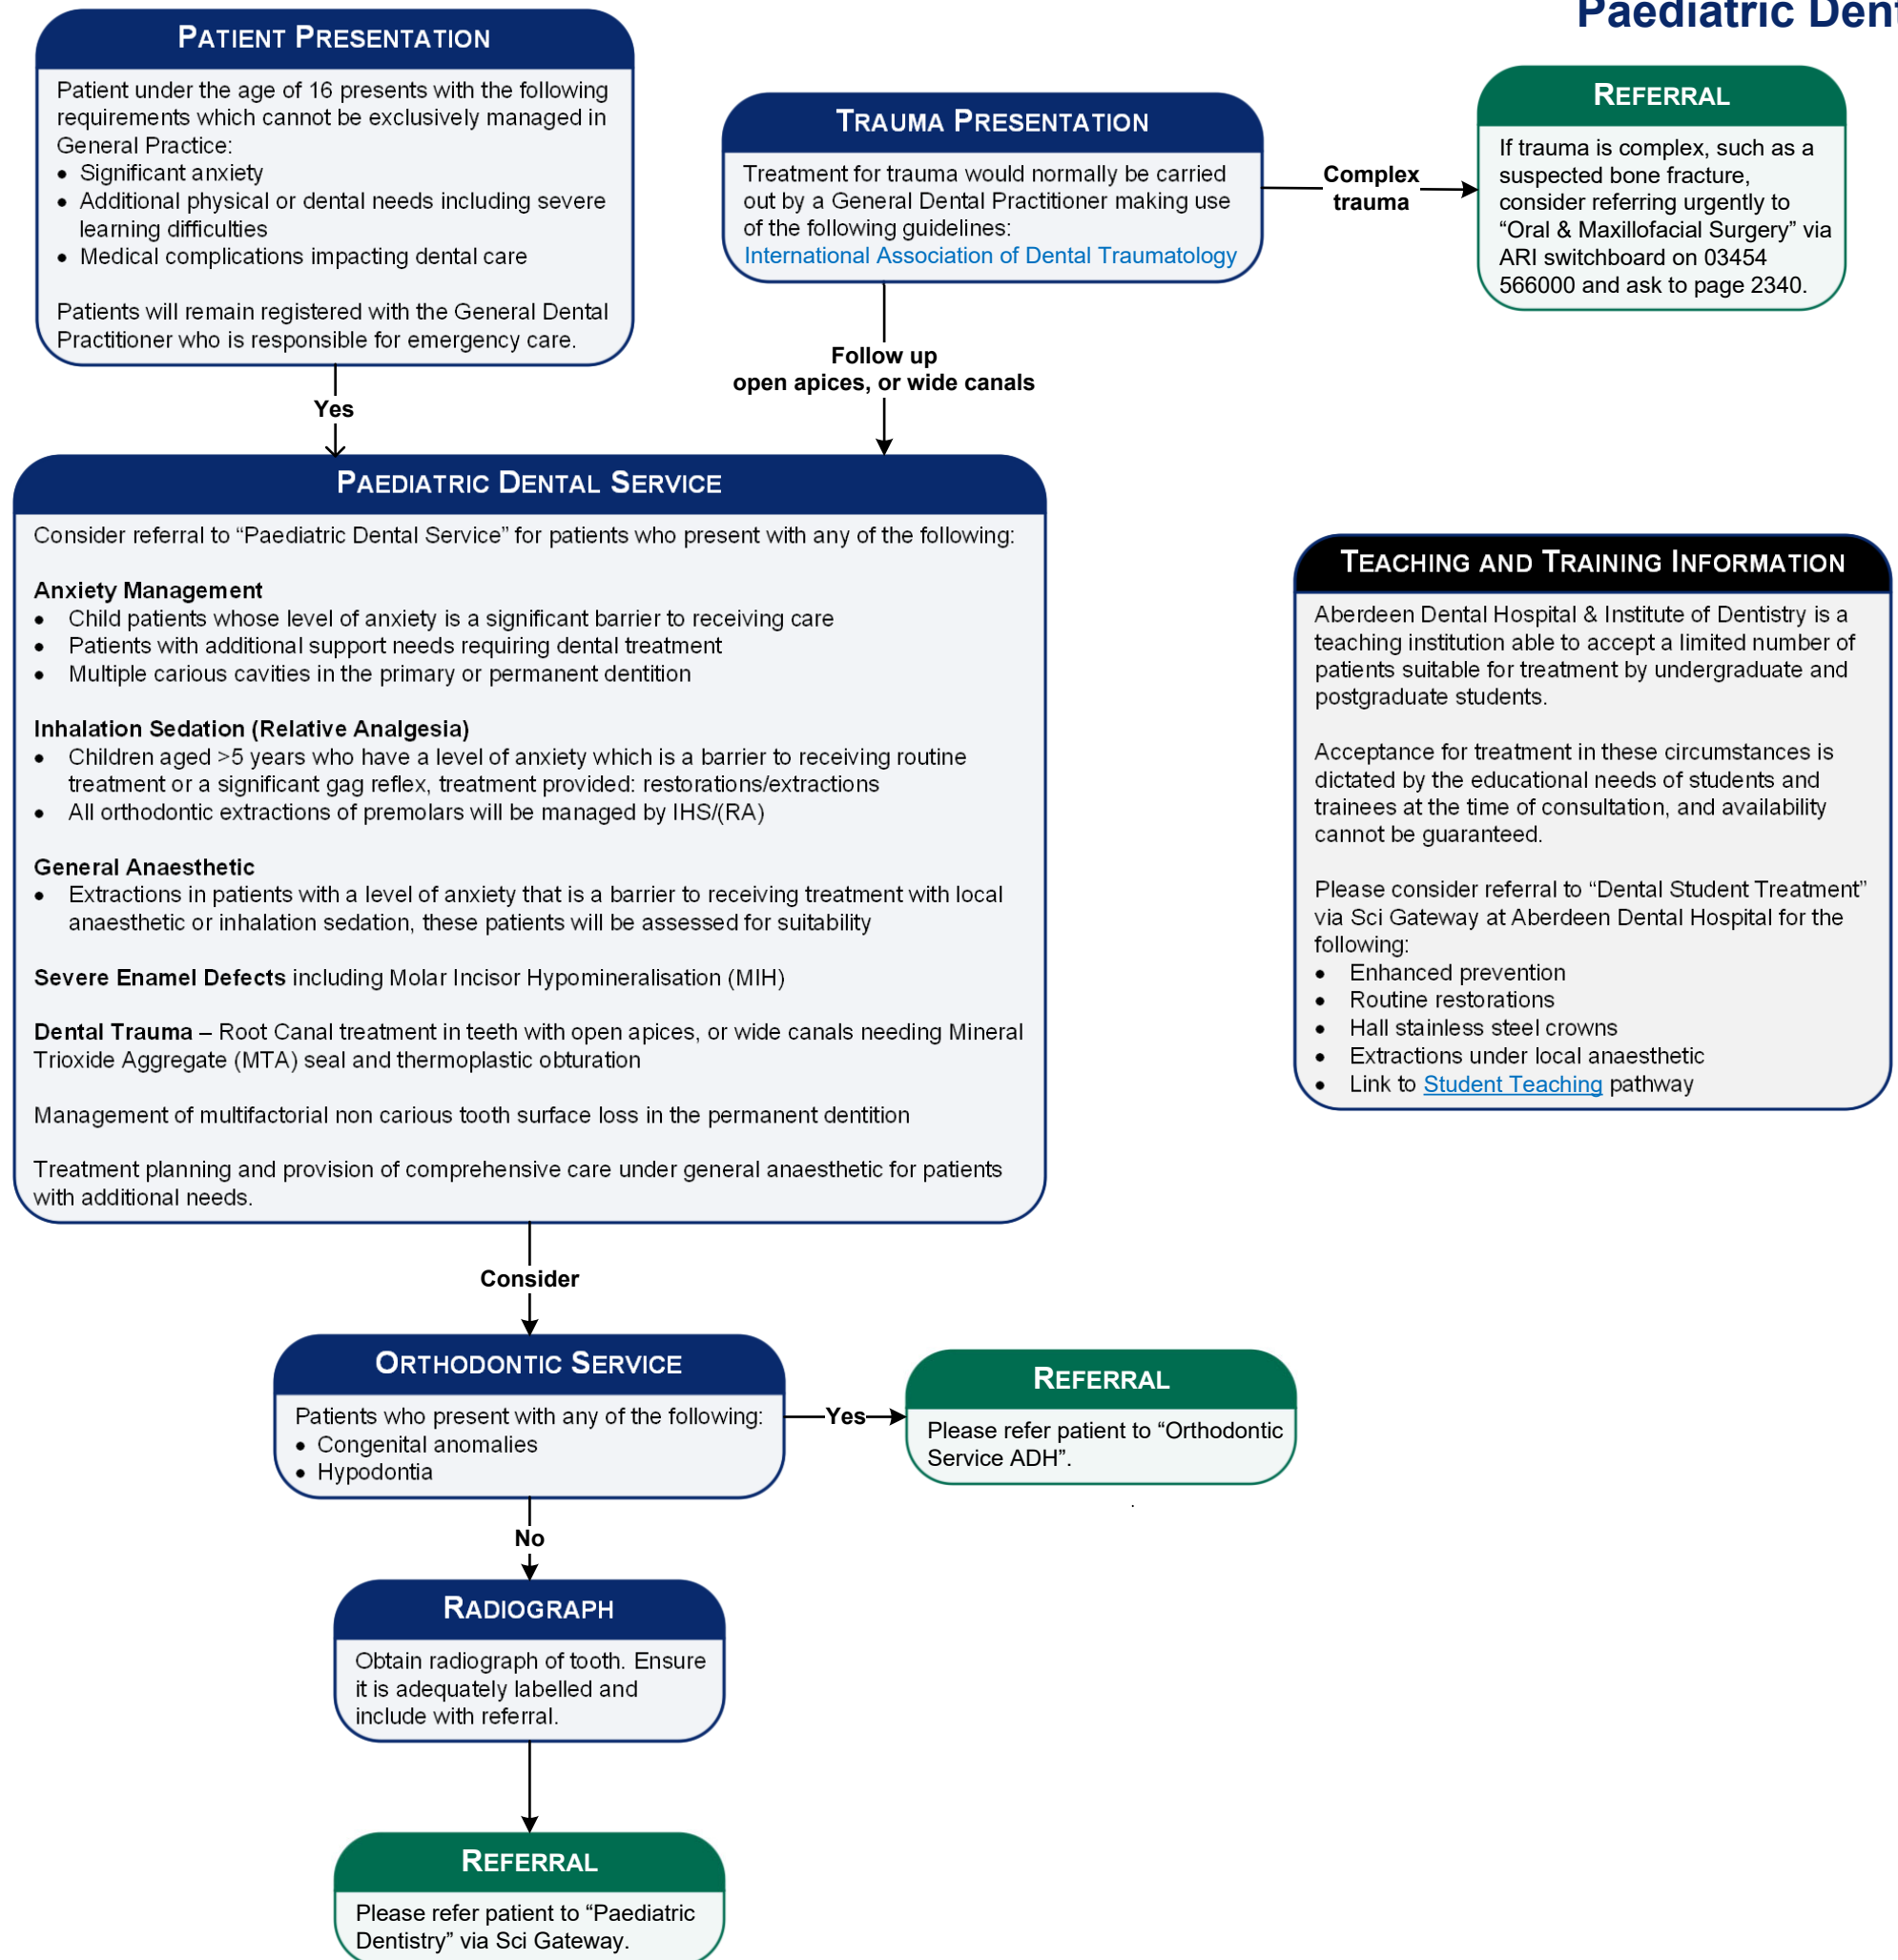 Paediatric Dent
PATIENT PRESENTATION
Patient under the age of 16 presents with the following
requirements which cannot be exclusively managed in
General Practice:
• Significant anxiety
• Additional physical or dental needs including severe
learning difficulties
• Medical complications impacting dental care
Patients will remain registered with the General Dental
Practitioner who is responsible for emergency care.
TRAUMA PRESENTATION
Treatment for trauma would normally be carried
out by a General Dental Practitioner making use
of the following guidelines:
International Association of Dental Traumatology
Complex
trauma
REFERRAL
If trauma is complex, such as a
suspected bone fracture,
consider referring urgently to
“Oral & Maxillofacial Surgery” via
ARI switchboard on 03454
566000 and ask to page 2340.
Yes
Follow up
open apices, or wide canals
PAEDIATRIC DENTAL SERVICE
Consider referral to “Paediatric Dental Service” for patients who present with any of the following:
Anxiety Management
• Child patients whose level of anxiety is a significant barrier to receiving care
• Patients with additional support needs requiring dental treatment
• Multiple carious cavities in the primary or permanent dentition
Inhalation Sedation (Relative Analgesia)
• Children aged >5 years who have a level of anxiety which is a barrier to receiving routine
treatment or a significant gag reflex, treatment provided: restorations/extractions
• All orthodontic extractions of premolars will be managed by IHS/(RA)
General Anaesthetic
• Extractions in patients with a level of anxiety that is a barrier to receiving treatment with local
anaesthetic or inhalation sedation, these patients will be assessed for suitability
Severe Enamel Defects including Molar Incisor Hypomineralisation (MIH)
Dental Trauma – Root Canal treatment in teeth with open apices, or wide canals needing Mineral
Trioxide Aggregate (MTA) seal and thermoplastic obturation
Management of multifactorial non carious tooth surface loss in the permanent dentition
Treatment planning and provision of comprehensive care under general anaesthetic for patients
with additional needs.
TEACHING AND TRAINING INFORMATION
Aberdeen Dental Hospital & Institute of Dentistry is a
teaching institution able to accept a limited number of
patients suitable for treatment by undergraduate and
postgraduate students.
Acceptance for treatment in these circumstances is
dictated by the educational needs of students and
trainees at the time of consultation, and availability
cannot be guaranteed.
Please consider referral to “Dental Student Treatment”
via Sci Gateway at Aberdeen Dental Hospital for the
following:
• Enhanced prevention
• Routine restorations
• Hall stainless steel crowns
• Extractions under local anaesthetic
• Link to Student Teaching pathway
Consider
ORTHODONTIC SERVICE
Patients who present with any of the following:
• Congenital anomalies
• Hypodontia
Yes
REFERRAL
Please refer patient to “Orthodontic
Service ADH”.
.
No
RADIOGRAPH
Obtain radiograph of tooth. Ensure
it is adequately labelled and
include with referral.
REFERRAL
Please refer patient to “Paediatric
Dentistry” via Sci Gateway.